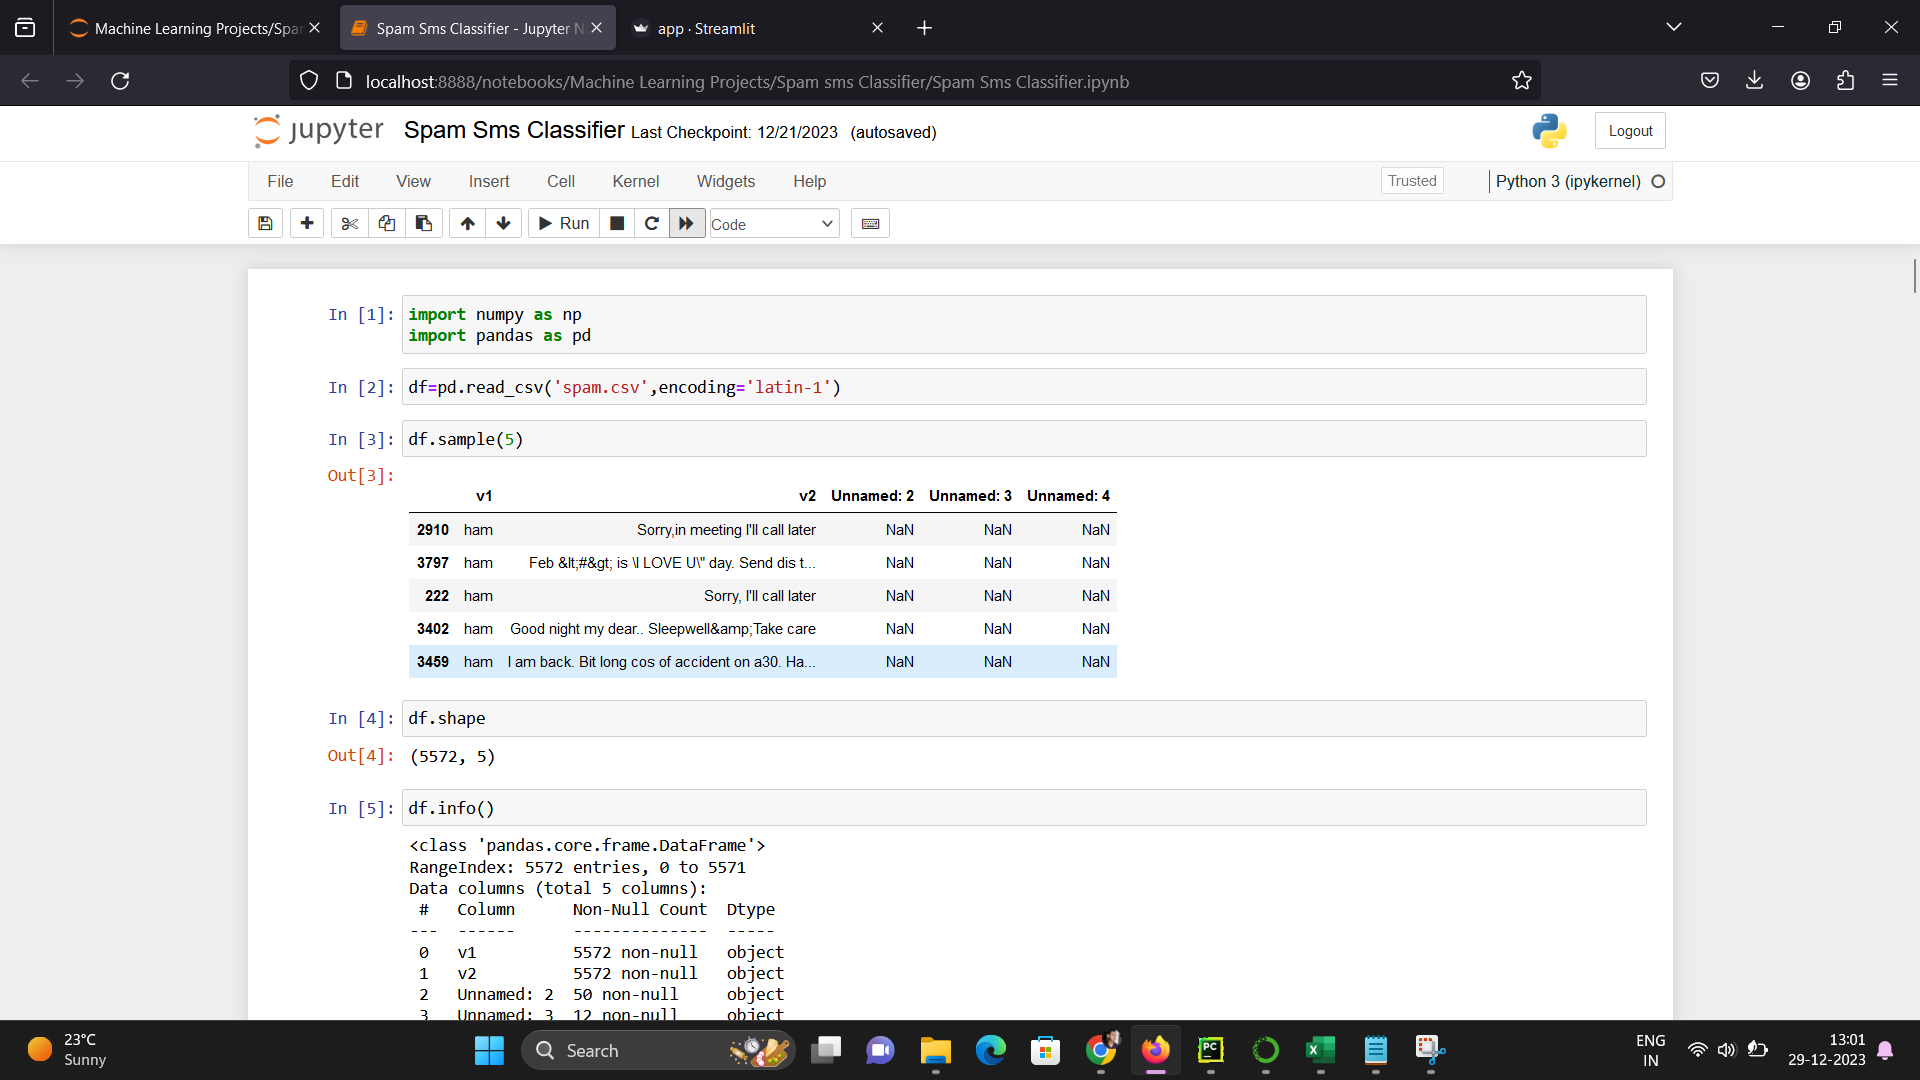 Machine Learning Projects/Spar
Spam Sms Classifier - Jupyter N
app · Streamlit
localhost:8888/notebooks/Machine Learning Projects/Spam sms Classifier/Spam Sms Classifier.ipynb
jupyter Spam Sms Classifier Last Checkpoint: 12/21/2023 (autosaved)
Logout
File Edit View Insert Cell Kernel Widgets Help
Trusted
Python 3 (ipykernel)
Run
Code
In [1]: import numpy as np
import pandas as pd
In [2]: df=pd.read_csv('spam.csv',encoding='latin-1')
In [3]: df.sample(5)
Out[3]:
v1 v2 Unnamed: 2 Unnamed: 3 Unnamed: 4
2910 ham Sorry,in meeting I'll call later NaN NaN NaN
3797 ham Feb &lt;#&gt; is \I LOVE U\" day. Send dis t... NaN NaN NaN
222 ham Sorry, I'll call later NaN NaN NaN
3402 ham Good night my dear.. Sleepwell&amp;Take care NaN NaN NaN
3459 ham I am back. Bit long cos of accident on a30. Ha... NaN NaN NaN
In [4]: df.shape
Out[4]: (5572, 5)
In [5]: df.info()
<class 'pandas.core.frame.DataFrame'>
RangeIndex: 5572 entries, 0 to 5571
Data columns (total 5 columns):
# Column Non-Null Count Dtype
--- ------ -------------- -----
0 v1 5572 non-null object
1 v2 5572 non-null object
2 Unnamed: 2 50 non-null object
3 Unnamed: 3 12 non-null object
23°C
Sunny
Search
PC
X
ENG
IN
13:01
29-12-2023